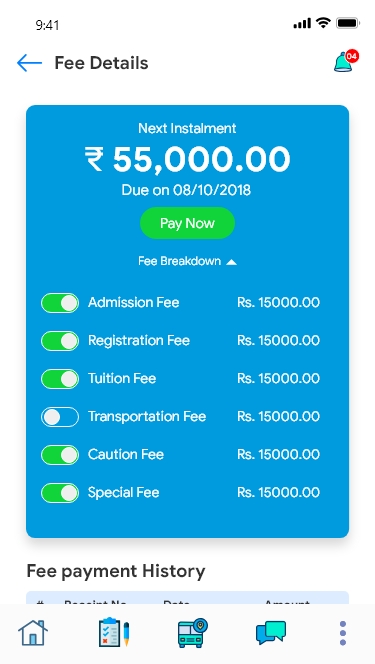 9:41
Fee Details
04
Next Instalment
₹ 55,000.00
Due on 08/10/2018
Pay Now
Fee Breakdown
Admission Fee Rs. 15000.00
Registration Fee Rs. 15000.00
Tuition Fee Rs. 15000.00
Transportation Fee Rs. 15000.00
Caution Fee Rs. 15000.00
Special Fee Rs. 15000.00
Fee payment History
# Receipt No Date Amount